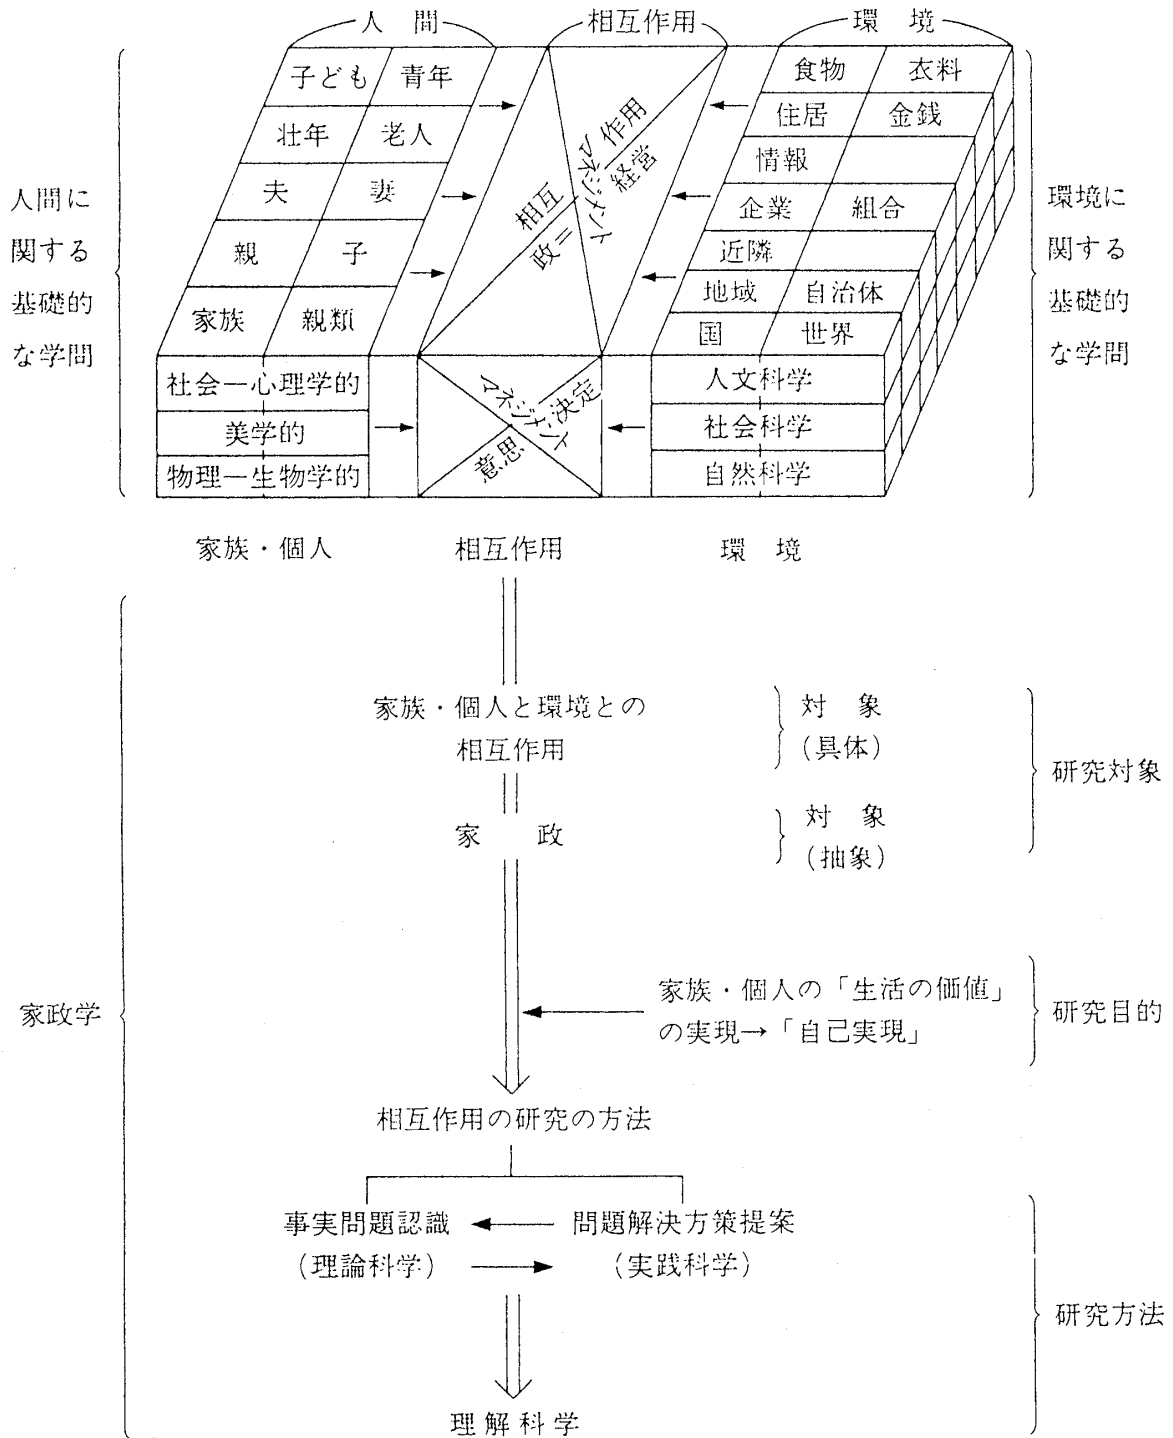 人間
相互作用
環境
子ども 青年
壮年 老人
夫 妻
親 子
家族 親類
社会―心理学的
美学的
物理―生物学的
人間に
関する
基礎的
な学問
相互 作用
政＝経営
マネジメント
マネジメント
意思 決定
食物 衣料
住居 金銭
情報
企業 組合
近隣
地域 自治体
国 世界
人文科学
社会科学
自然科学
環境に
関する
基礎的
な学問
家族・個人 相互作用 環境
家政学
家族・個人と環境との
相互作用
対象
(具体)
家政
対象
(抽象)
研究対象
家族・個人の「生活の価値」
の実現→「自己実現」
研究目的
相互作用の研究の方法
事実問題認識 問題解決方策提案
(理論科学) (実践科学)
研究方法
理解科学